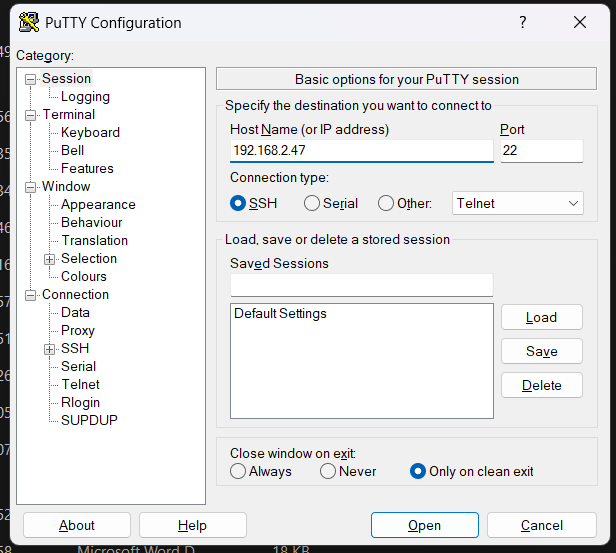 PuTTY Configuration
?
Category:
Session
Logging
Terminal
Keyboard
Bell
Features
Window
Appearance
Behaviour
Translation
Selection
Colours
Connection
Data
Proxy
SSH
Serial
Telnet
Rlogin
SUPDUP
Basic options for your PuTTY session
Specify the destination you want to connect to
Host Name (or IP address) Port
192.168.2.47 22
Connection type:
SSH Serial Other: Telnet
Load, save or delete a stored session
Saved Sessions
Default Settings
Load
Save
Delete
Close window on exit:
Always Never Only on clean exit
About Help Open Cancel
Microsoft Word D 18 KB